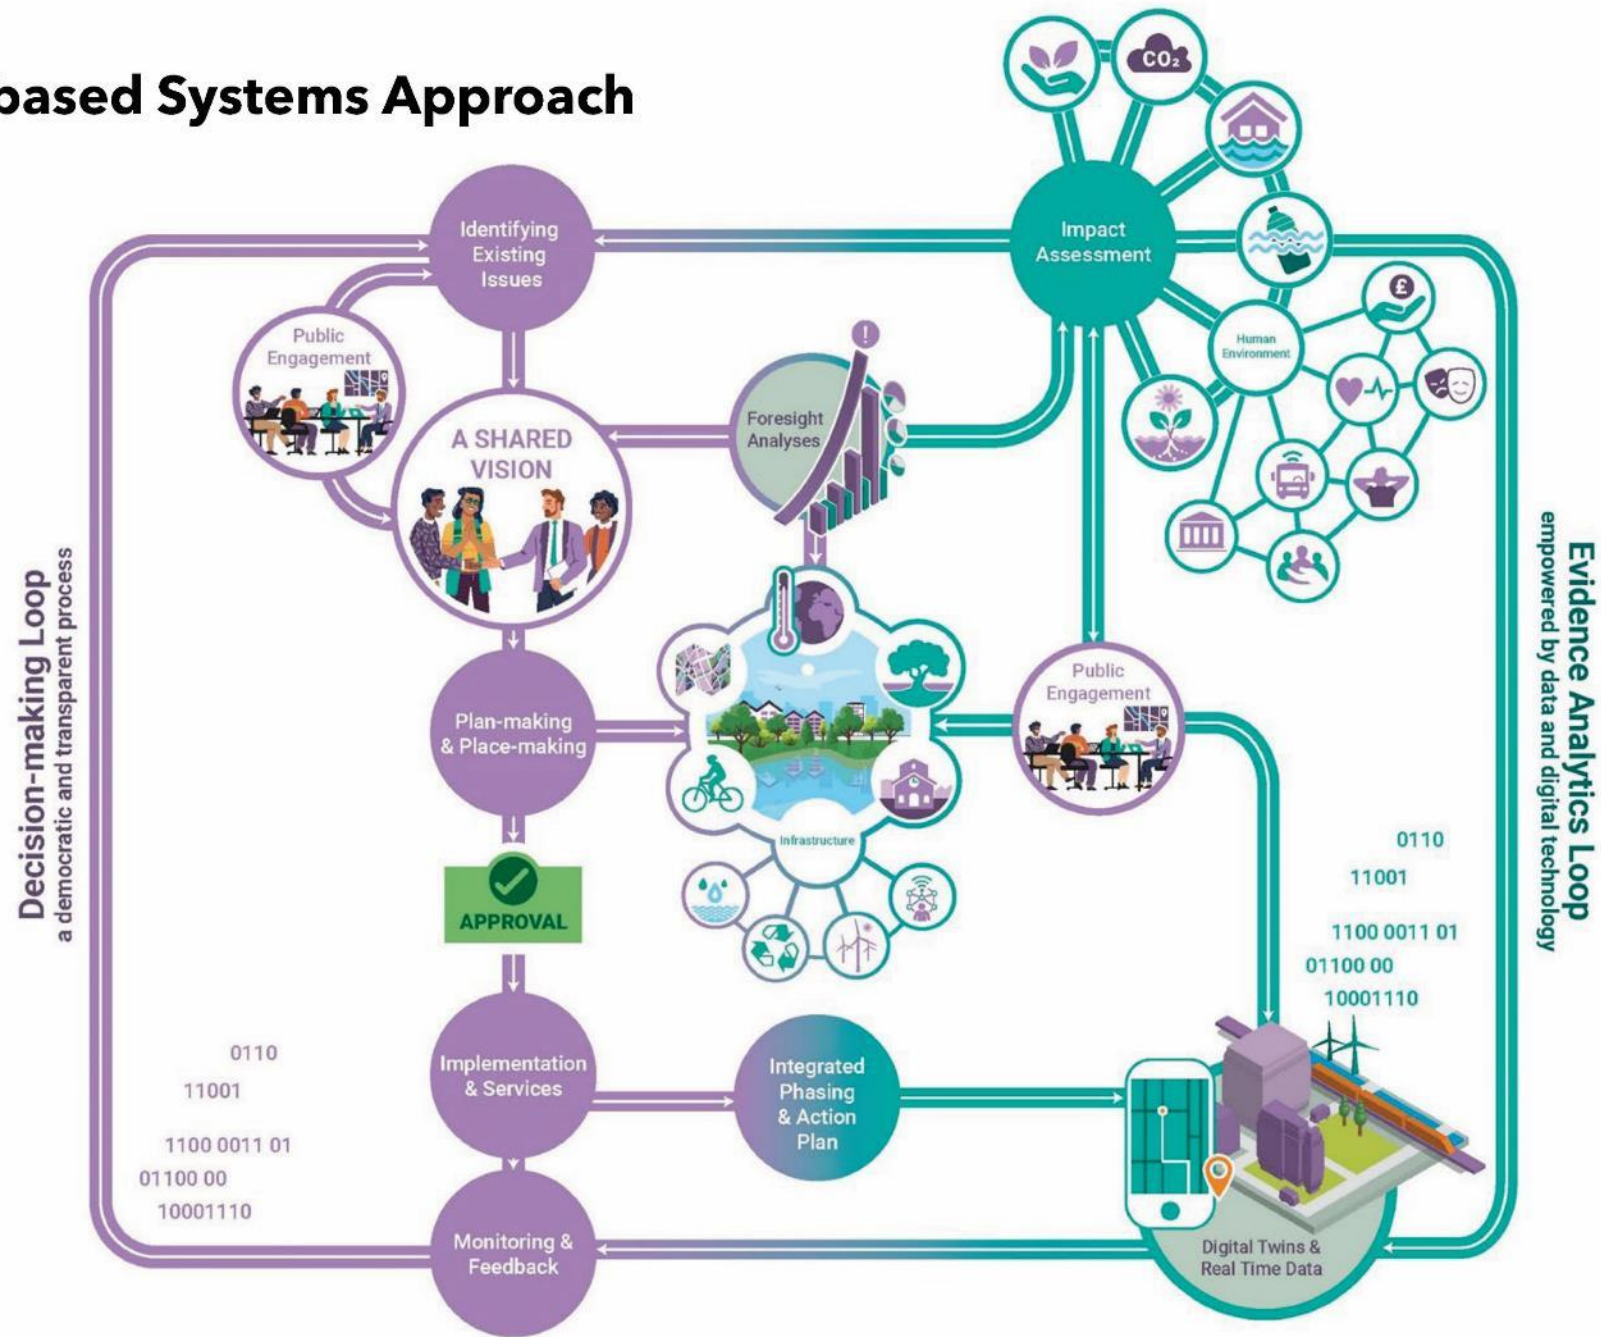 based Systems Approach
CO₂
Identifying
Existing
Issues
Impact
Assessment
Public
Engagement
£
Human
Environment
!
Foresight
Analyses
A SHARED
VISION
Decision-making Loop
a democratic and transparent process
Evidence Analytics Loop
empowered by data and digital technology
Public
Engagement
Plan-making
& Place-making
Infrastructure
APPROVAL
0110
11001
1100 0011 01
01100 00
10001110
Implementation
& Services
Integrated
Phasing
& Action
Plan
0110
11001
1100 0011 01
01100 00
10001110
Monitoring &
Feedback
Digital Twins &
Real Time Data